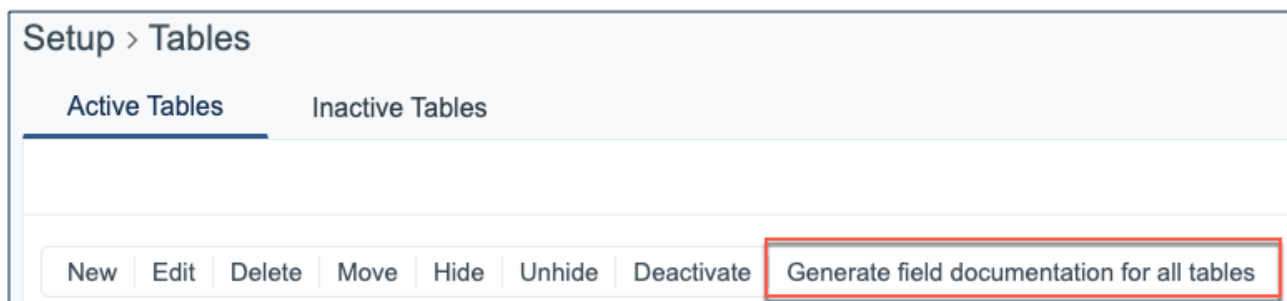 Setup > Tables
Active Tables Inactive Tables
New Edit Delete Move Hide Unhide Deactivate Generate field documentation for all tables